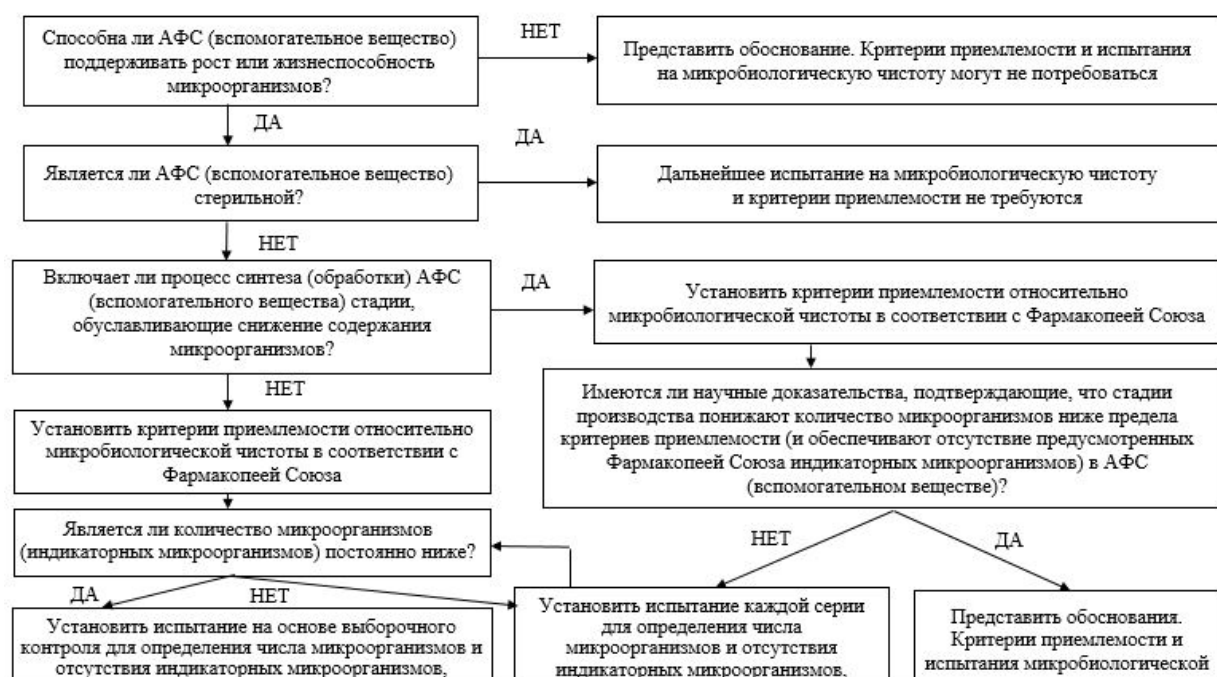 Способна ли АФС (вспомогательное вещество)
поддерживать рост или жизнеспособность
микроорганизмов?
НЕТ
Представить обоснование. Критерии приемлемости и испытания
на микробиологическую чистоту могут не потребоваться
ДА
Является ли АФС (вспомогательное вещество)
стерильной?
ДА
Дальнейшее испытание на микробиологическую чистоту
и критерии приемлемости не требуются
НЕТ
Включает ли процесс синтеза (обработки) АФС
(вспомогательного вещества) стадии,
обуславливающие снижение содержания
микроорганизмов?
ДА
Установить критерии приемлемости относительно
микробиологической чистоты в соответствии с Фармакопеей Союза
НЕТ
Установить критерии приемлемости относительно
микробиологической чистоты в соответствии с
Фармакопеей Союза
Имеются ли научные доказательства, подтверждающие, что стадии
производства понижают количество микроорганизмов ниже предела
критериев приемлемости (и обеспечивают отсутствие предусмотренных
Фармакопеей Союза индикаторных микроорганизмов) в АФС
(вспомогательном веществе)?
Является ли количество микроорганизмов
(индикаторных микроорганизмов) постоянно ниже?
НЕТ
ДА
ДА
НЕТ
Установить испытание на основе выборочного
контроля для определения числа микроорганизмов и
отсутствия индикаторных микроорганизмов,
Установить испытание каждой серии
для определения числа
микроорганизмов и отсутствия
индикаторных микроорганизмов,
Представить обоснования.
Критерии приемлемости и
испытания микробиологической